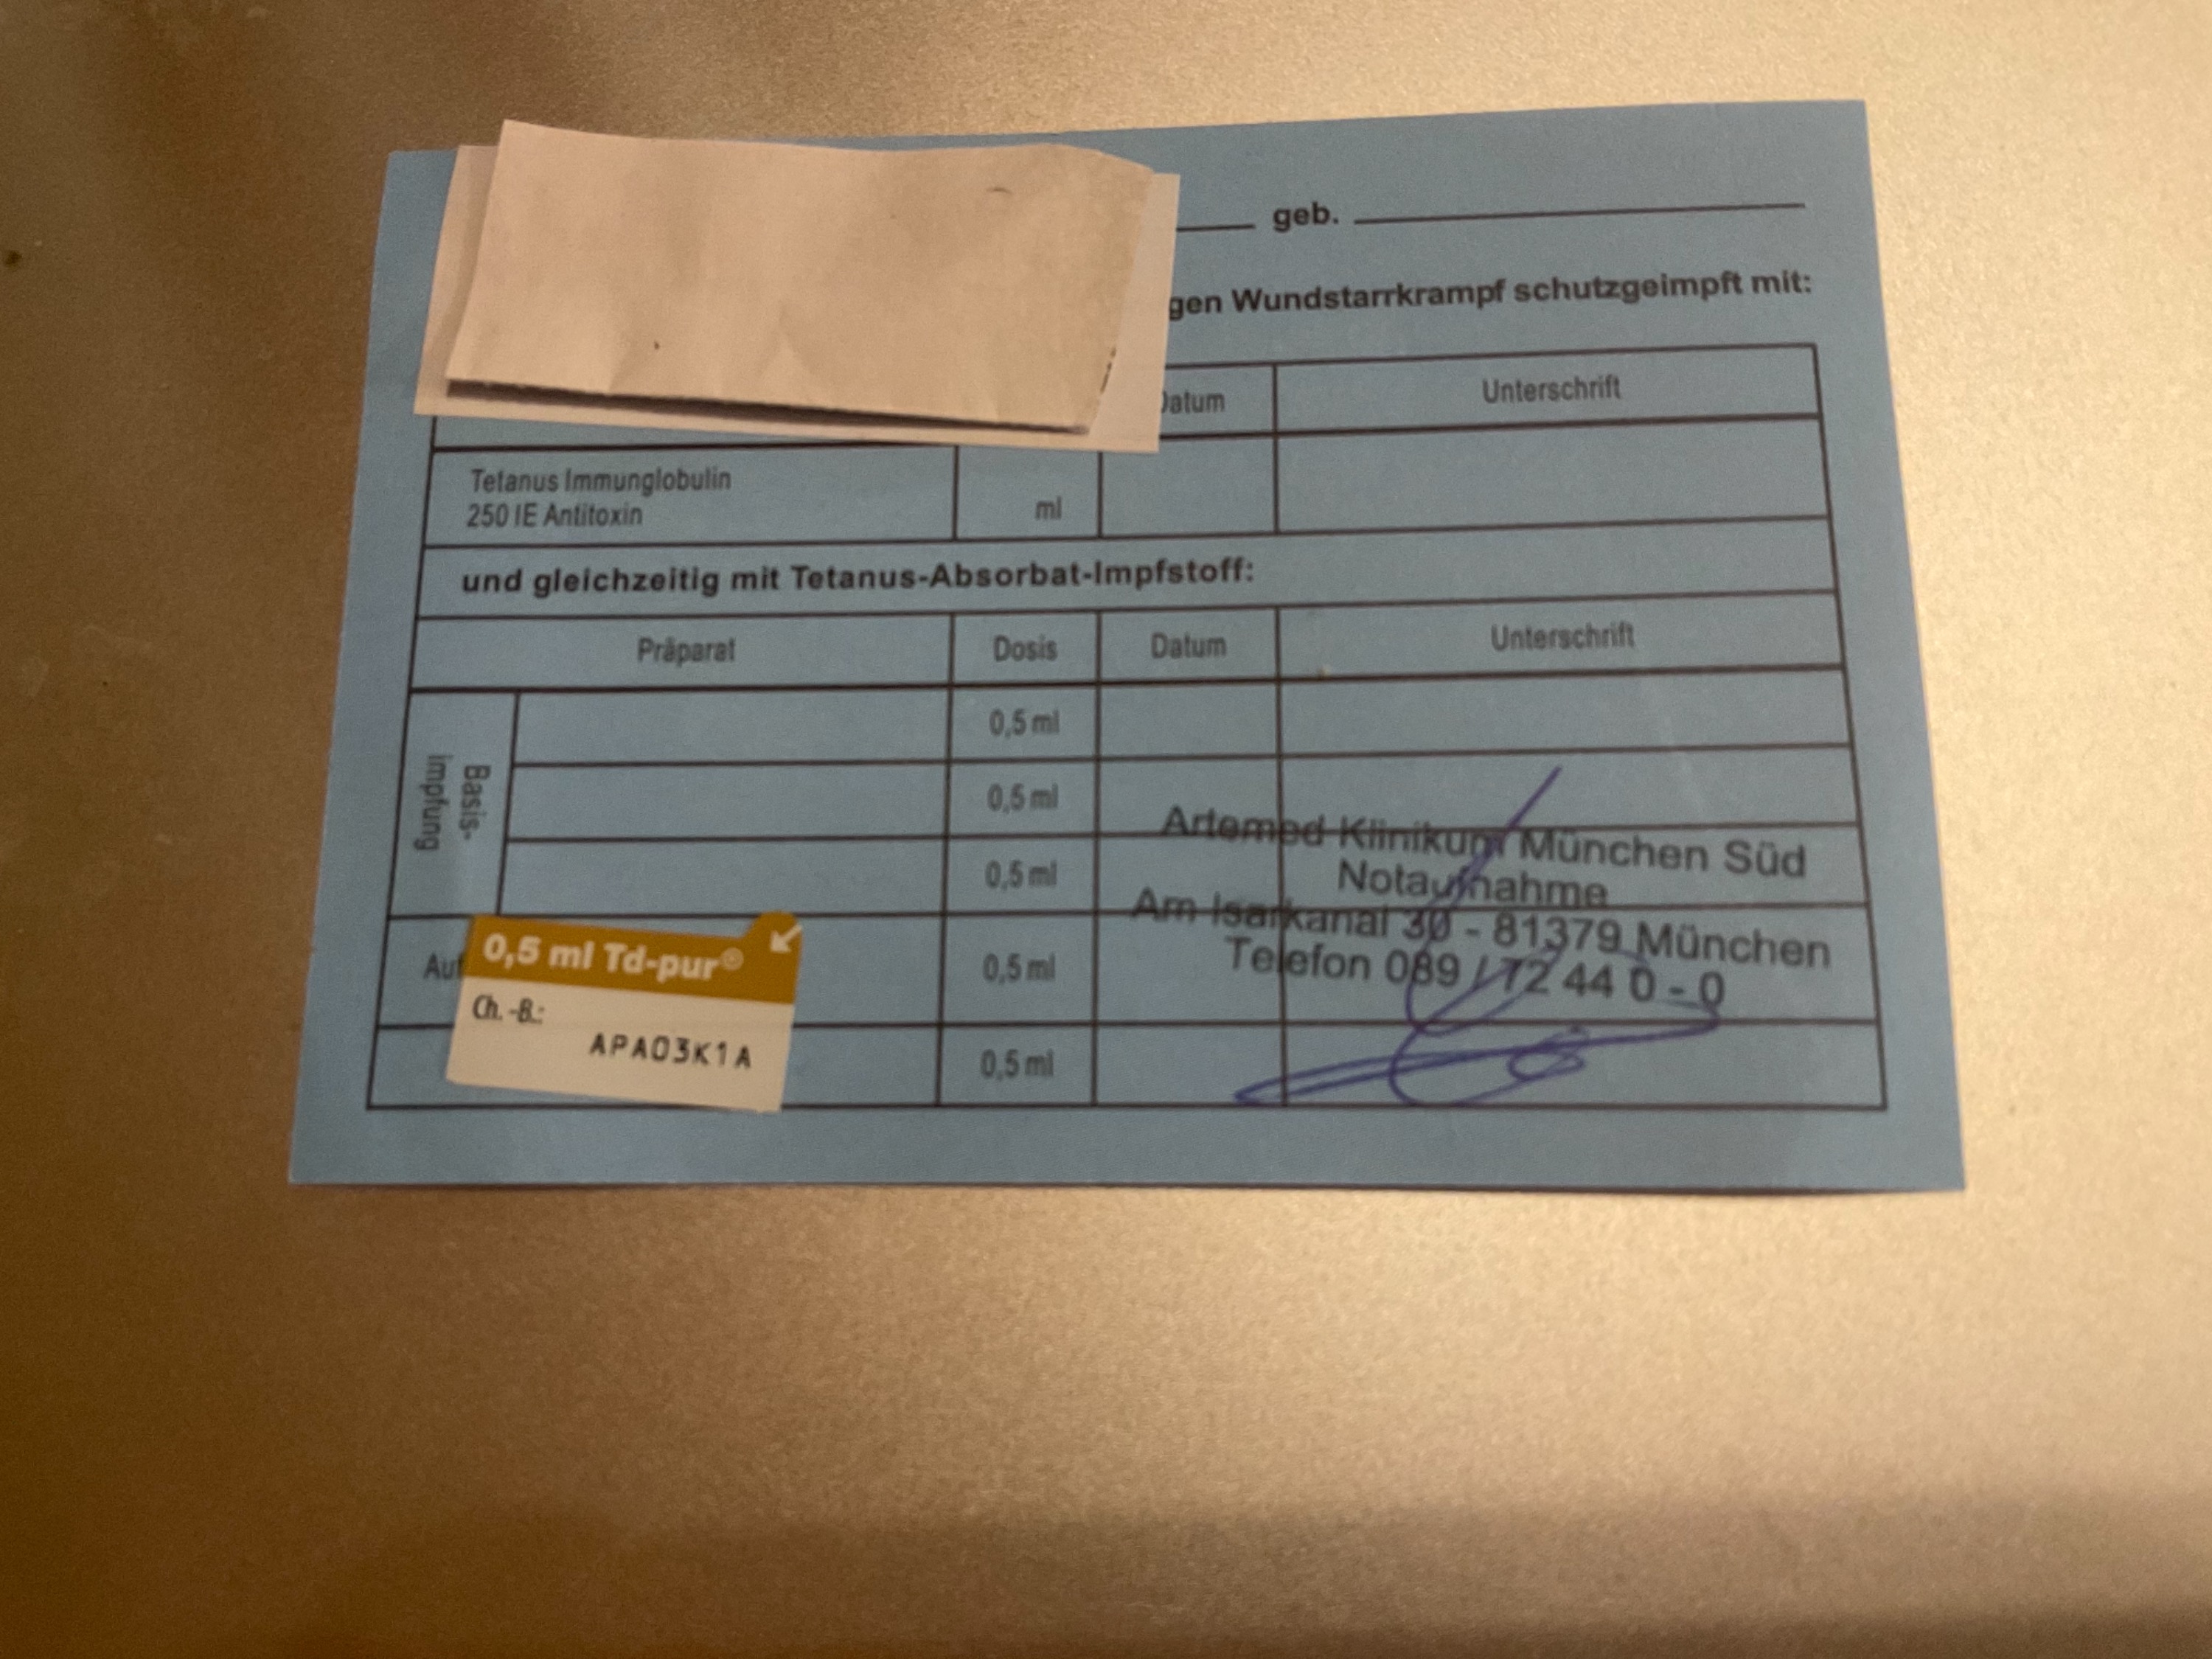 geb.
Wundstarrkrampf schutzgeimpft mit:
Unterschrift
Tetanus Immunglobulin
250 IE Antitoxin
ml
und gleichzeitig mit Tetanus-Absorbat-Impfstoff:
Präparat Dosis Datum Unterschrift
Basis-
impfung
0,5 ml
0,5 ml
0,5 ml
0,5 ml
0,5 ml
Artemed Klinikum München Süd
Notaufnahme
Am Isarkanal 30 - 81379 München
Telefon 089 / 72 44 0 - 0
0,5 ml Td-pur®
Ch.-B.:
APA03K1A